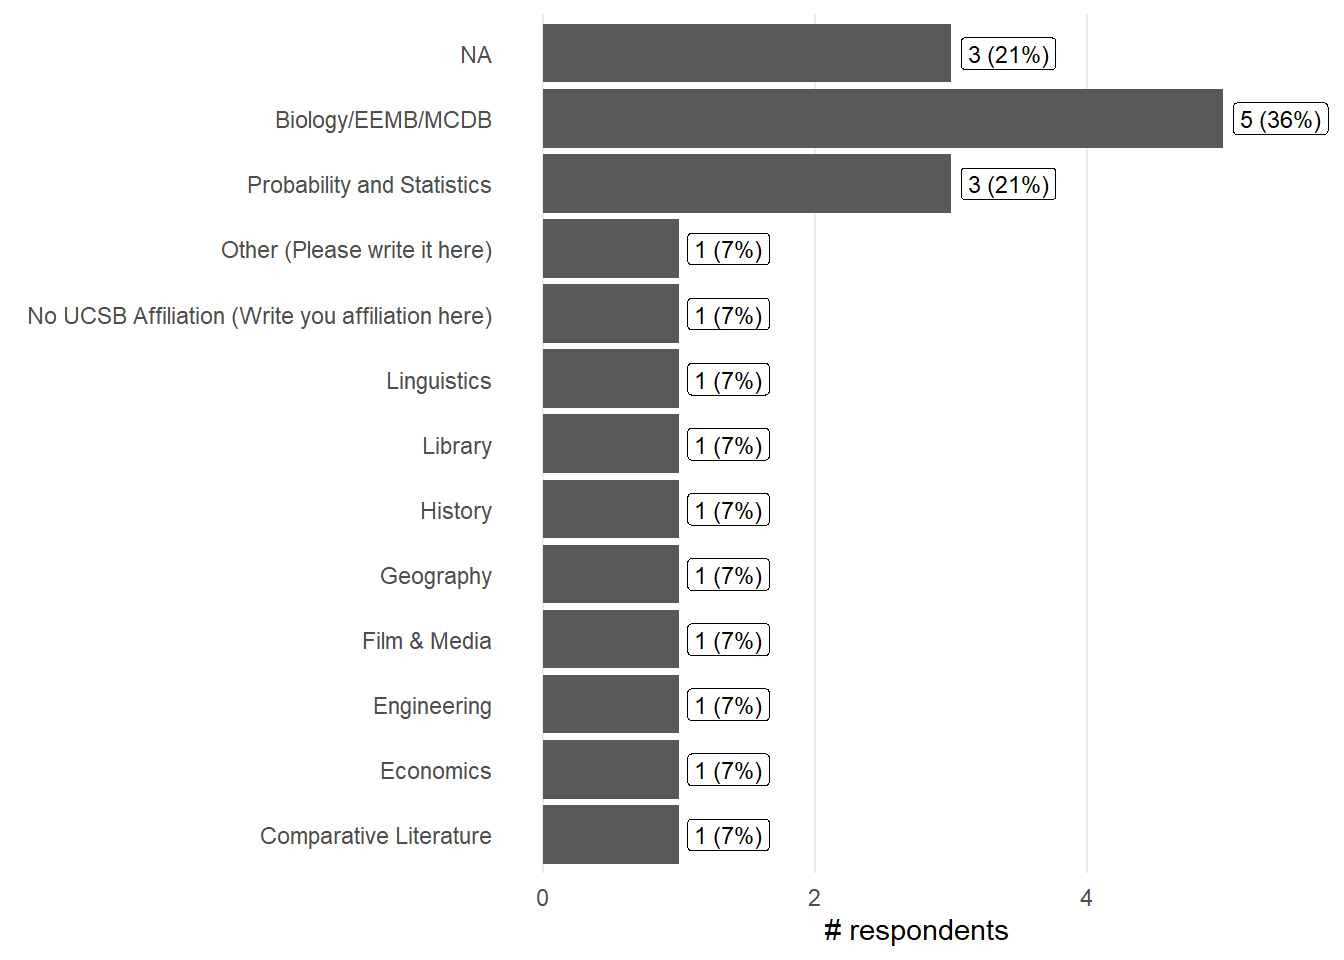 NA 3 (21%)
Biology/EEMB/MCDB 5 (36%)
Probability and Statistics 3 (21%)
Other (Please write it here) 1 (7%)
No UCSB Affiliation (Write you affiliation here) 1 (7%)
Linguistics 1 (7%)
Library 1 (7%)
History 1 (7%)
Geography 1 (7%)
Film & Media 1 (7%)
Engineering 1 (7%)
Economics 1 (7%)
Comparative Literature 1 (7%)
0 2 4
# respondents